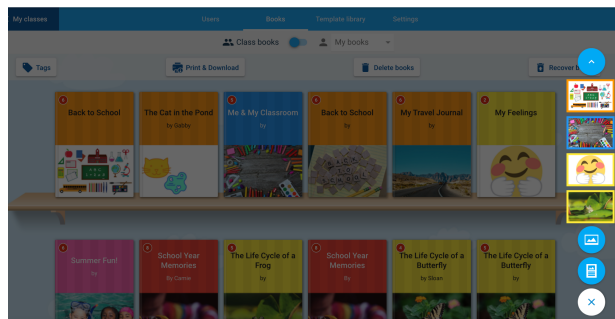 My classes
Users
Books
Template library
Settings
Class books
My books
Tags
Print & Download
Delete books
Recover b
Back to School
The Cat in the Pond
by Gabby
Me & My Classroom
by
Back to School
by
My Travel Journal
by
My Feelings
Summer Fun!
by
School Year
Memories
By Carrie
The Life Cycle of a
Frog
by
School Year
Memories
by
The Life Cycle of a
Butterfly
by Sloan
The Life Cycle of a
Butterfly
by